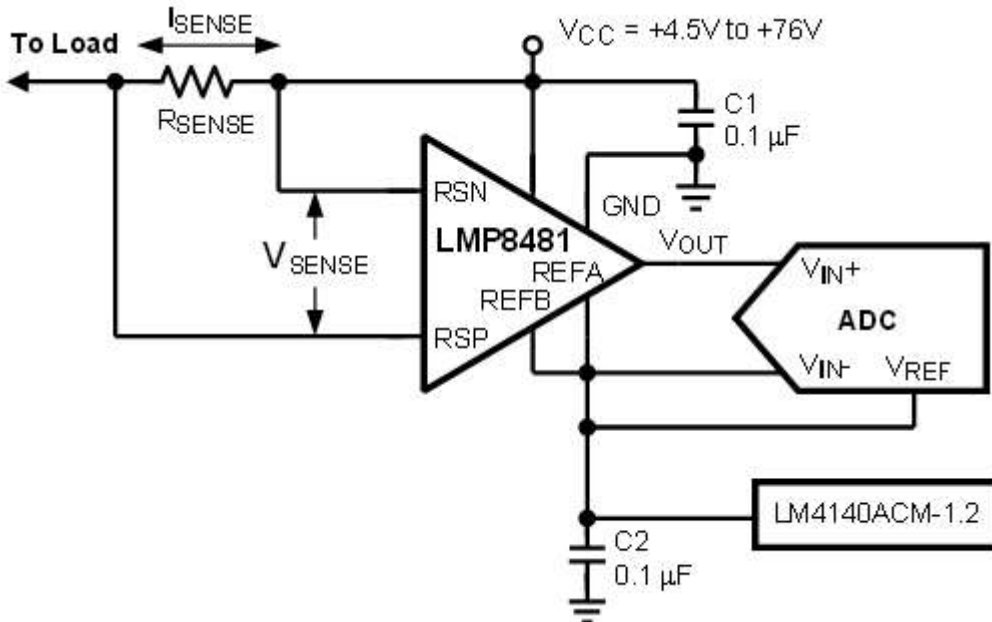 ISENSE
To Load
VCC = +4.5V to +76V
RSENSE
C1
0.1 μF
RSN
GND
LMP8481
VOUT
VSENSE
REFA
REFB
RSP
VIN+
ADC
VIN-
VREF
LM4140ACM-1.2
C2
0.1 μF